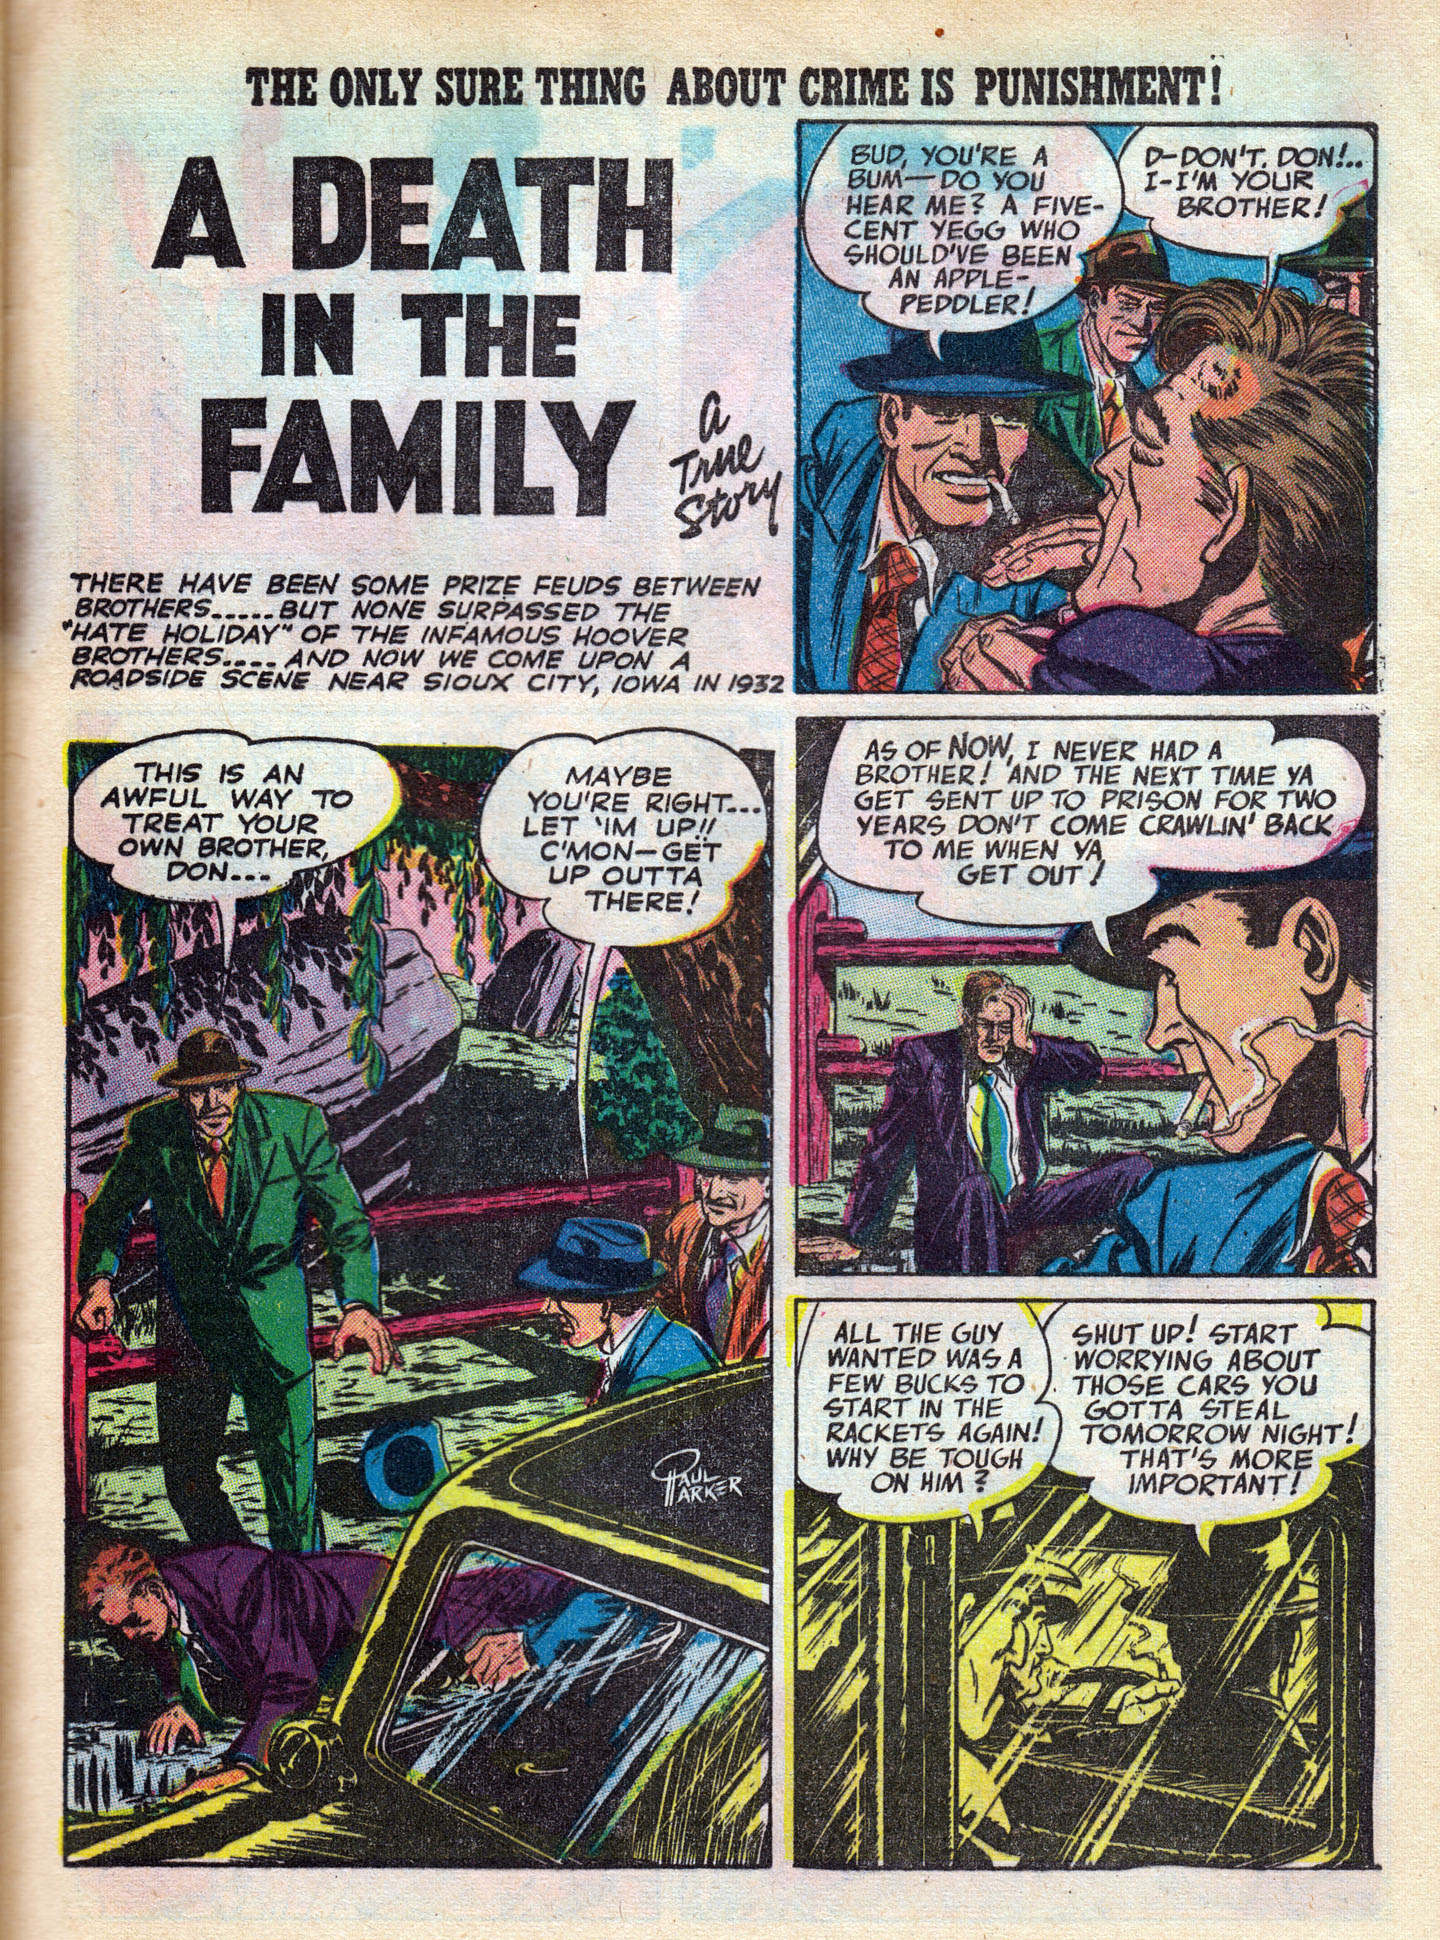 THE ONLY SURE THING ABOUT CRIME IS PUNISHMENT!
A DEATH
IN THE
FAMILY
A
True
Story
THERE HAVE BEEN SOME PRIZE FEUDS BETWEEN
BROTHERS.....BUT NONE SURPASSED THE
"HATE HOLIDAY" OF THE INFAMOUS HOOVER
BROTHERS.... AND NOW WE COME UPON A
ROADSIDE SCENE NEAR SIOUX CITY, IOWA IN 1932
BUD, YOU'RE A
BUM—DO YOU
HEAR ME? A FIVE-
CENT YEGG WHO
SHOULD'VE BEEN
AN APPLE-
PEDDLER!
D-DON'T, DON!..
I-I'M YOUR
BROTHER!
THIS IS AN
AWFUL WAY TO
TREAT YOUR
OWN BROTHER,
DON...
MAYBE
YOU'RE RIGHT...
LET 'IM UP!!
C'MON—GET
UP OUTTA
THERE!
PAUL
PARKER
AS OF NOW, I NEVER HAD A
BROTHER! AND THE NEXT TIME YA
GET SENT UP TO PRISON FOR TWO
YEARS DON'T COME CRAWLIN' BACK
TO ME WHEN YA
GET OUT!
ALL THE GUY
WANTED WAS A
FEW BUCKS TO
START IN THE
RACKETS AGAIN!
WHY BE TOUGH
ON HIM?
SHUT UP! START
WORRYING ABOUT
THOSE CARS YOU
GOTTA STEAL
TOMORROW NIGHT!
THAT'S MORE
IMPORTANT!